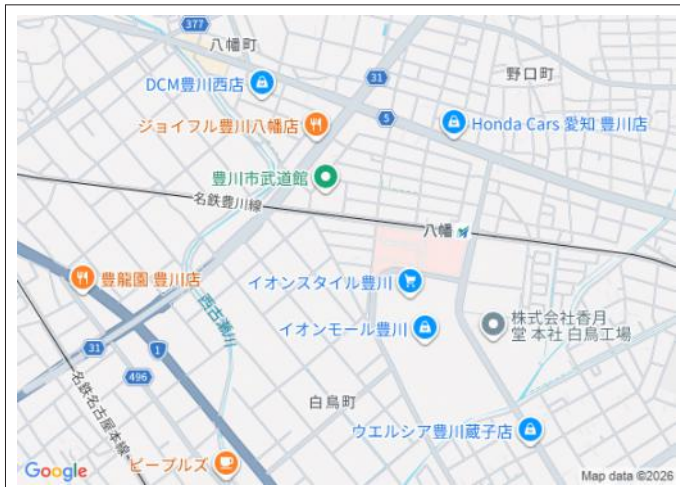 377
八幡町
31
野口町
DCM豊川西店
ジョイフル豊川八幡店
5
Honda Cars 愛知 豊川店
豊川市武道館
名鉄豊川線
八幡
豊龍園 豊川店
イオンスタイル豊川
西古瀬川
イオンモール豊川
株式会社香月
堂 本社 白鳥工場
31
1
496
名鉄名古屋本線
白鳥町
ウエルシア豊川蔵子店
ピープルズ
Google
Map data ©2026